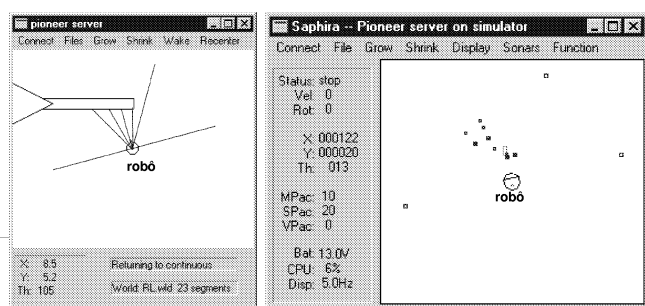 pioneer server
Connect Files Grow Shrink Wake Recenter
robô
X: 8.5
Y: 5.2
Th: 105
Returning to continuous
World: RL.wld 23 segments
Saphira -- Pioneer server on simulator
Connect File Grow Shrink Display Sonars Function
Status: stop
Vel: 0
Rot: 0
X: 000122
Y: 000020
Th: 013
MPac: 10
SPac: 20
VPac: 0
Bat: 13.0V
CPU: 6%
Disp: 5.0Hz
robô